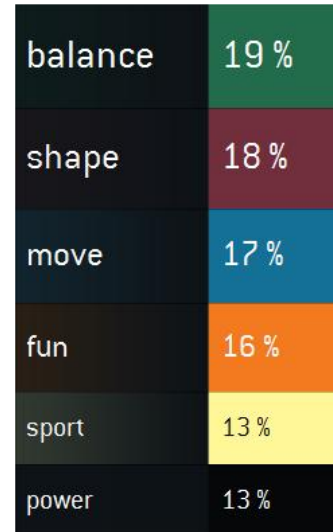 balance 19 %
shape 18 %
move 17 %
fun 16 %
sport 13 %
power 13 %